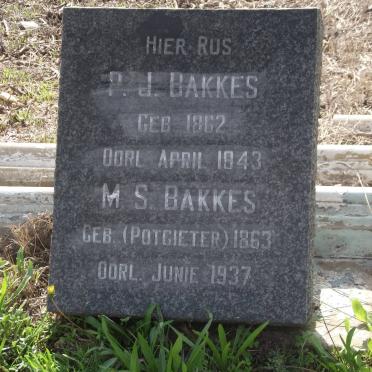 HIER RUS
P. J. BAKKES
GEB. 1862
OORL. APRIL 1943
M. S. BAKKES
GEB. (POTGIETER) 1863
OORL. JUNIE 1937